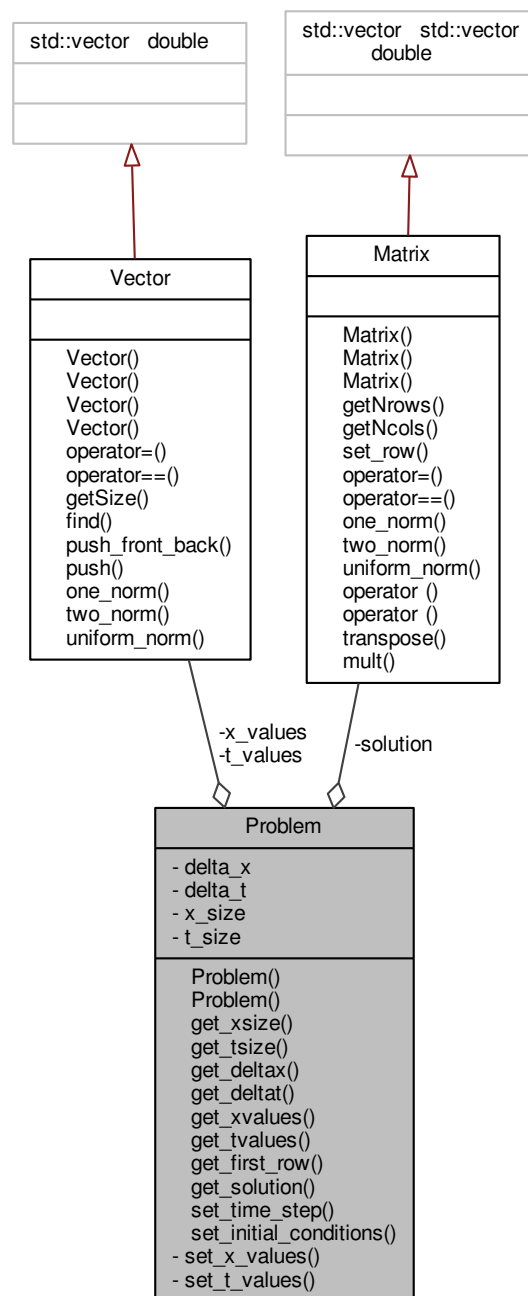 std::vector double
std::vector std::vector
double
Vector
Vector()
Vector()
Vector()
Vector()
operator=()
operator==()
getSize()
find()
push_front_back()
push()
one_norm()
two_norm()
uniform_norm()
Matrix
Matrix()
Matrix()
Matrix()
getNrows()
getNcols()
set_row()
operator=()
operator==()
one_norm()
two_norm()
uniform_norm()
operator ()
operator ()
transpose()
mult()
-x_values
-t_values
-solution
Problem
- delta_x
- delta_t
- x_size
- t_size
Problem()
Problem()
get_xsize()
get_tsize()
get_deltax()
get_deltat()
get_xvalues()
get_tvalues()
get_first_row()
get_solution()
set_time_step()
set_initial_conditions()
- set_x_values()
- set_t_values()